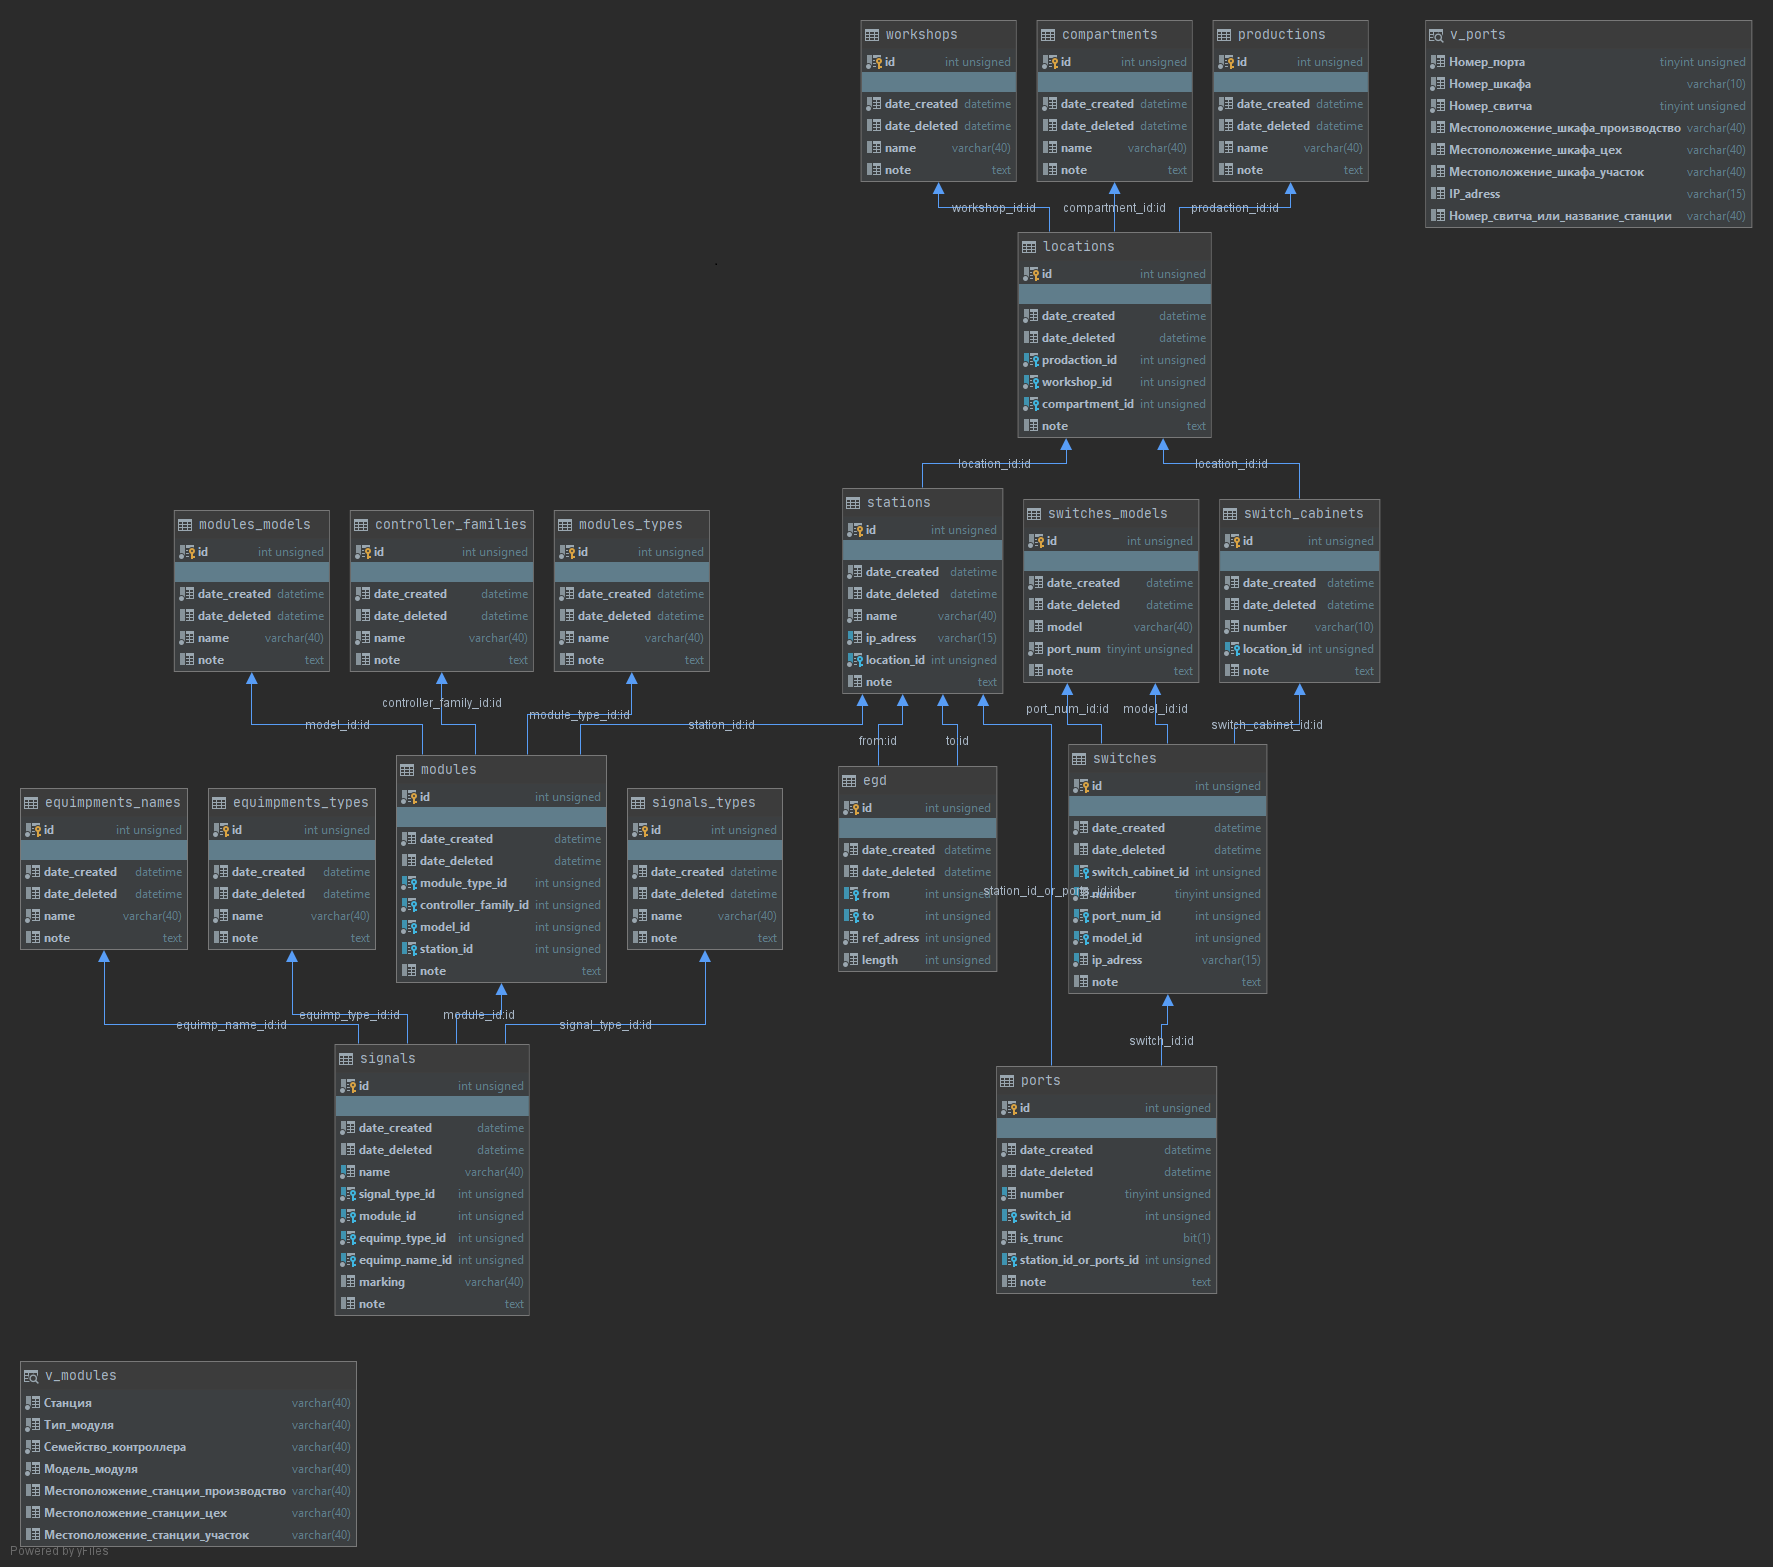 workshops
id int unsigned
date_created datetime
date_deleted datetime
name varchar(40)
note text
compartments
id int unsigned
date_created datetime
date_deleted datetime
name varchar(40)
note text
productions
id int unsigned
date_created datetime
date_deleted datetime
name varchar(40)
note text
v_ports
Номер_порта tinyint unsigned
Номер_шкафа varchar(10)
Номер_свитча tinyint unsigned
Местоположение_шкафа_производство varchar(40)
Местоположение_шкафа_цех varchar(40)
Местоположение_шкафа_участок varchar(40)
IP_adress varchar(15)
Номер_свитча_или_название_станции varchar(40)
workshop_id:id
compartment_id:id
prodaction_id:id
locations
id int unsigned
date_created datetime
date_deleted datetime
prodaction_id int unsigned
workshop_id int unsigned
compartment_id int unsigned
note text
location_id:id
location_id:id
modules_models
id int unsigned
date_created datetime
date_deleted datetime
name varchar(40)
note text
controller_families
id int unsigned
date_created datetime
date_deleted datetime
name varchar(40)
note text
modules_types
id int unsigned
date_created datetime
date_deleted datetime
name varchar(40)
note text
stations
id int unsigned
date_created datetime
date_deleted datetime
name varchar(40)
ip_adress varchar(15)
location_id int unsigned
note text
switches_models
id int unsigned
date_created datetime
date_deleted datetime
model varchar(40)
port_num tinyint unsigned
note text
switch_cabinets
id int unsigned
date_created datetime
date_deleted datetime
number varchar(10)
location_id int unsigned
note text
model_id:id
controller_family_id:id
module_type_id:id
station_id:id
from:id
to:id
port_num_id:id
model_id:id
switch_cabinet_id:id
equimpments_names
id int unsigned
date_created datetime
date_deleted datetime
name varchar(40)
note text
equimpments_types
id int unsigned
date_created datetime
date_deleted datetime
name varchar(40)
note text
modules
id int unsigned
date_created datetime
date_deleted datetime
module_type_id int unsigned
controller_family_id int unsigned
model_id int unsigned
station_id int unsigned
note text
signals_types
id int unsigned
date_created datetime
date_deleted datetime
name varchar(40)
note text
egd
id int unsigned
date_created datetime
date_deleted datetime
from int unsigned
to int unsigned
ref_adress int unsigned
length int unsigned
station_id_or_ports_id:id
switches
id int unsigned
date_created datetime
date_deleted datetime
switch_cabinet_id int unsigned
number tinyint unsigned
port_num_id int unsigned
model_id int unsigned
ip_adress varchar(15)
note text
equimp_name_id:id
equimp_type_id:id
module_id:id
signal_type_id:id
switch_id:id
signals
id int unsigned
date_created datetime
date_deleted datetime
name varchar(40)
signal_type_id int unsigned
module_id int unsigned
equimp_type_id int unsigned
equimp_name_id int unsigned
marking varchar(40)
note text
ports
id int unsigned
date_created datetime
date_deleted datetime
number tinyint unsigned
switch_id int unsigned
is_trunc bit(1)
station_id_or_ports_id int unsigned
note text
v_modules
Станция varchar(40)
Тип_модуля varchar(40)
Семейство_контроллера varchar(40)
Модель_модуля varchar(40)
Местоположение_станции_производство varchar(40)
Местоположение_станции_цех varchar(40)
Местоположение_станции_участок varchar(40)
Powered by yFiles